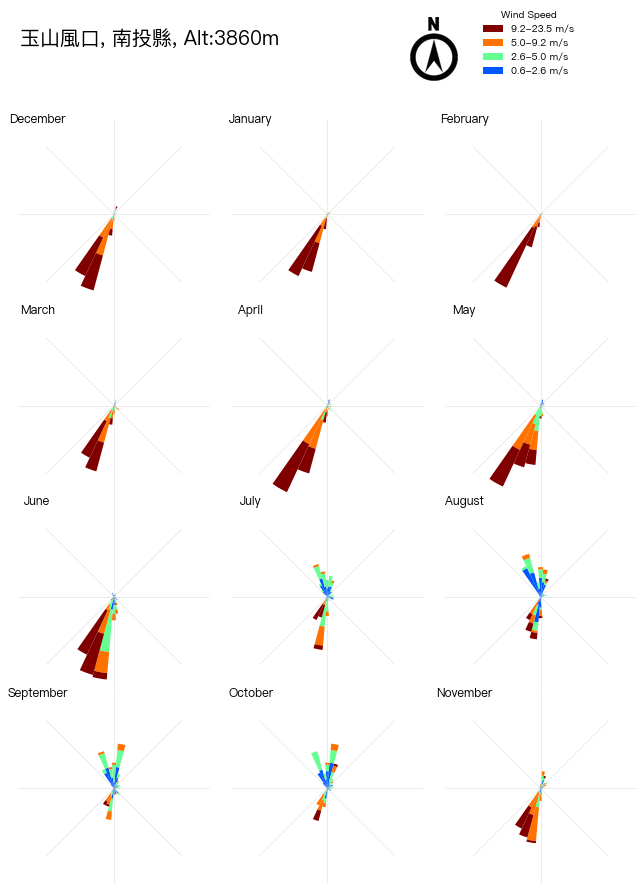 玉山風口, 南投縣, Alt:3860m
N
Wind Speed
9.2-23.5 m/s
5.0-9.2 m/s
2.6-5.0 m/s
0.6-2.6 m/s
December
January
February
March
April
May
June
July
August
September
October
November